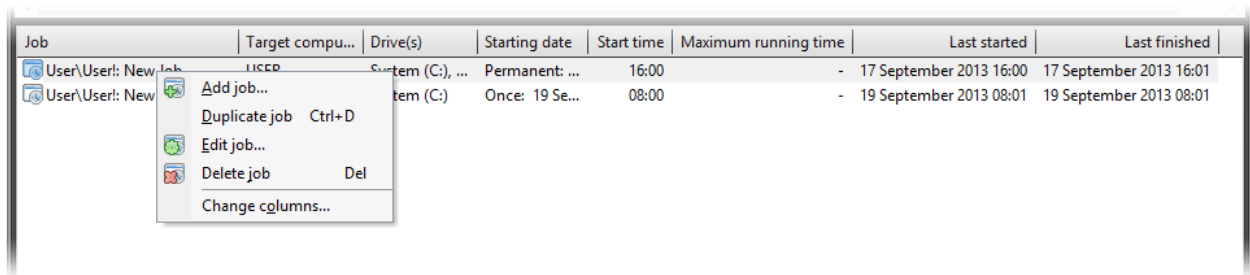 Job Target compu... Drive(s) Starting date Start time Maximum running time Last started Last finished
User\User!: New Job USER System (C:), ... Permanent: ... 16:00 - 17 September 2013 16:00 17 September 2013 16:01
User\User!: New tem (C:) Once: 19 Se... 08:00 - 19 September 2013 08:01 19 September 2013 08:01
Add job...
Duplicate job Ctrl+D
Edit job...
Delete job Del
Change columns...